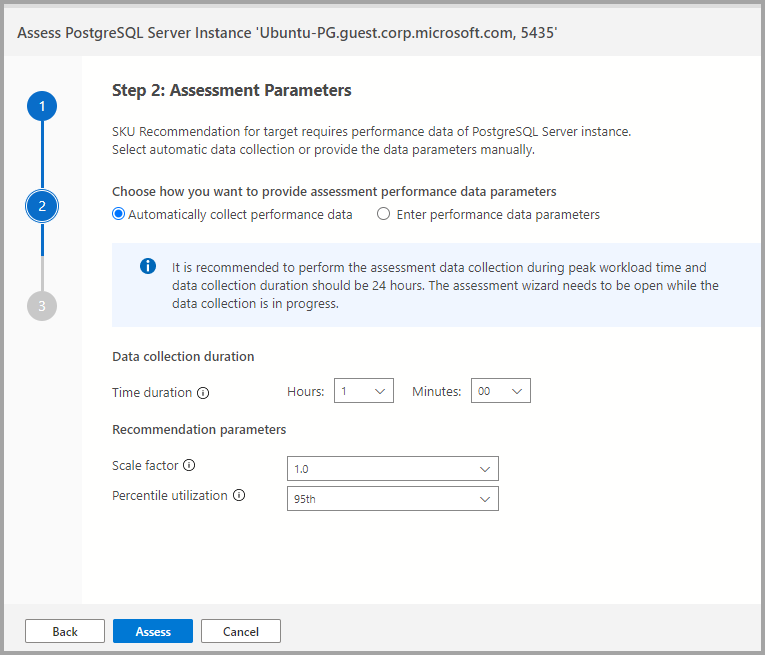 Assess PostgreSQL Server Instance 'Ubuntu-PG.guest.corp.microsoft.com, 5435'
1
2
3
Step 2: Assessment Parameters
SKU Recommendation for target requires performance data of PostgreSQL Server instance.
Select automatic data collection or provide the data parameters manually.
Choose how you want to provide assessment performance data parameters
Automatically collect performance data Enter performance data parameters
It is recommended to perform the assessment data collection during peak workload time and
data collection duration should be 24 hours. The assessment wizard needs to be open while the
data collection is in progress.
Data collection duration
Time duration Hours: 1 Minutes: 00
Recommendation parameters
Scale factor 1.0
Percentile utilization 95th
Back Assess Cancel